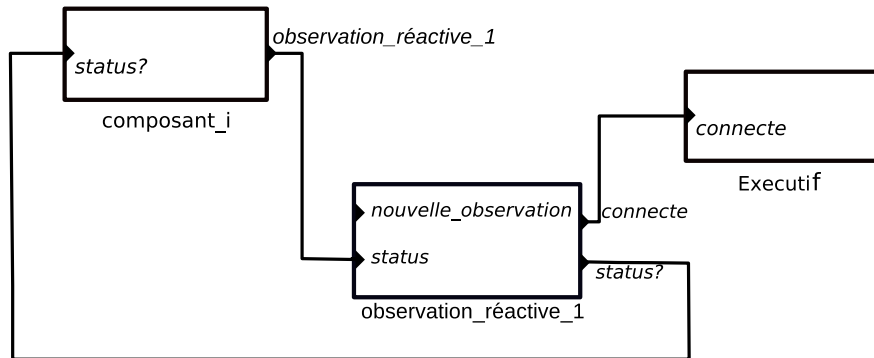 observation_réactive_1
status?
composant_i
connecte
Executif
nouvelle_observation
connecte
status
status?
observation_réactive_1